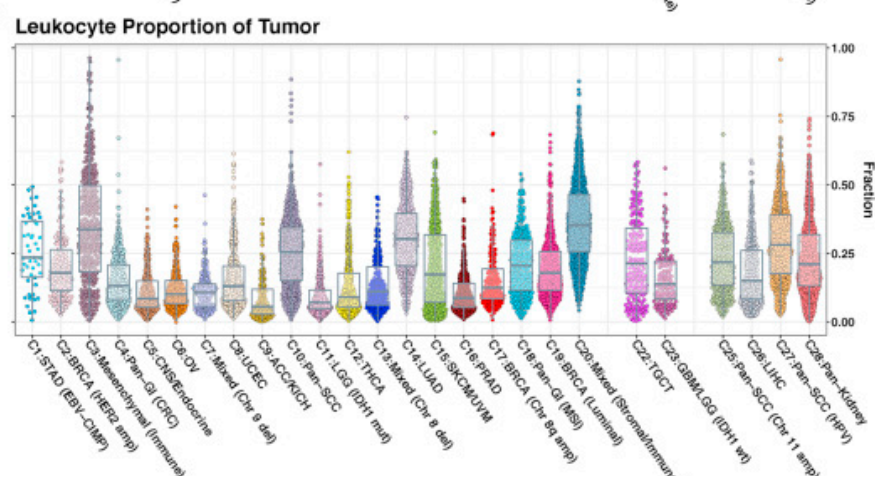 Leukocyte Proportion of Tumor
1.00
0.75
0.50
0.25
0.00
Fraction
C1:STAD (EBV−CIMP)
C2:BRCA (HER2 amp)
C3:Mesenchymal (Immune)
C4:Pan−GI (CRC)
C5:CNS/Endocrine
C6:OV
C7:Mixed (Chr 9 del)
C8:UCEC
C9:ACC/KICH
C10:Pan−SCC
C11:LGG (IDH1 mut)
C12:THCA
C13:Mixed (Chr 8 del)
C14:LUAD
C15:SKCM/UVM
C16:PRAD
C17:BRCA (Chr 8q amp)
C18:Pan−GI (MSI)
C19:BRCA (Luminal)
C20:Mixed (Stromal/Immun
C22:TGCT
C23:GBM/LGG (IDH1 wt)
C25:Pan−SCC (Chr 11 amp)
C26:LIHC
C27:Pan−SCC (HPV)
C28:Pan−Kidney